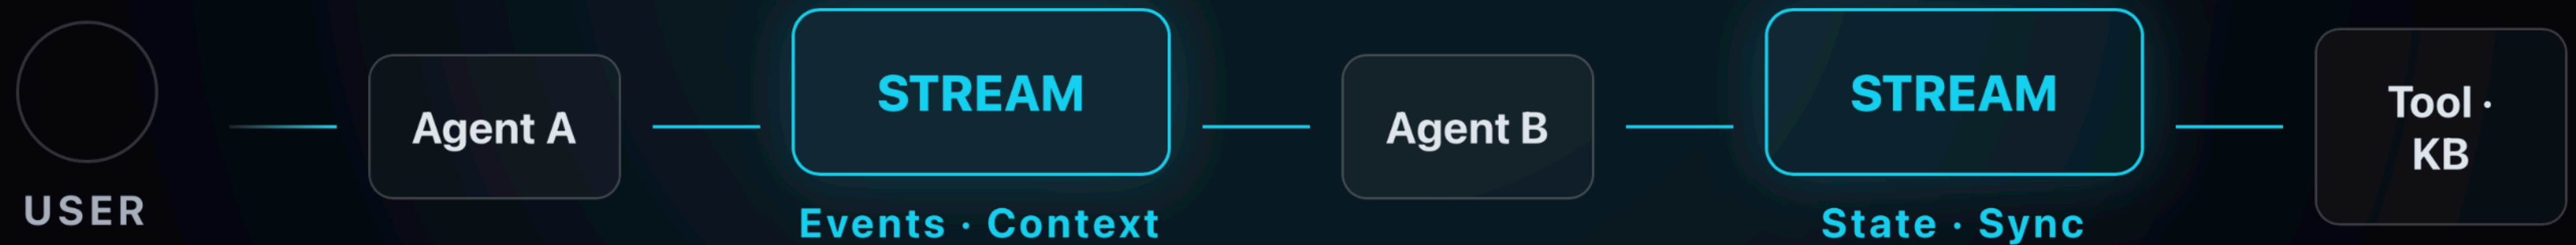 USER
Agent A
STREAM
Events · Context
Agent B
STREAM
State · Sync
Tool ·
KB